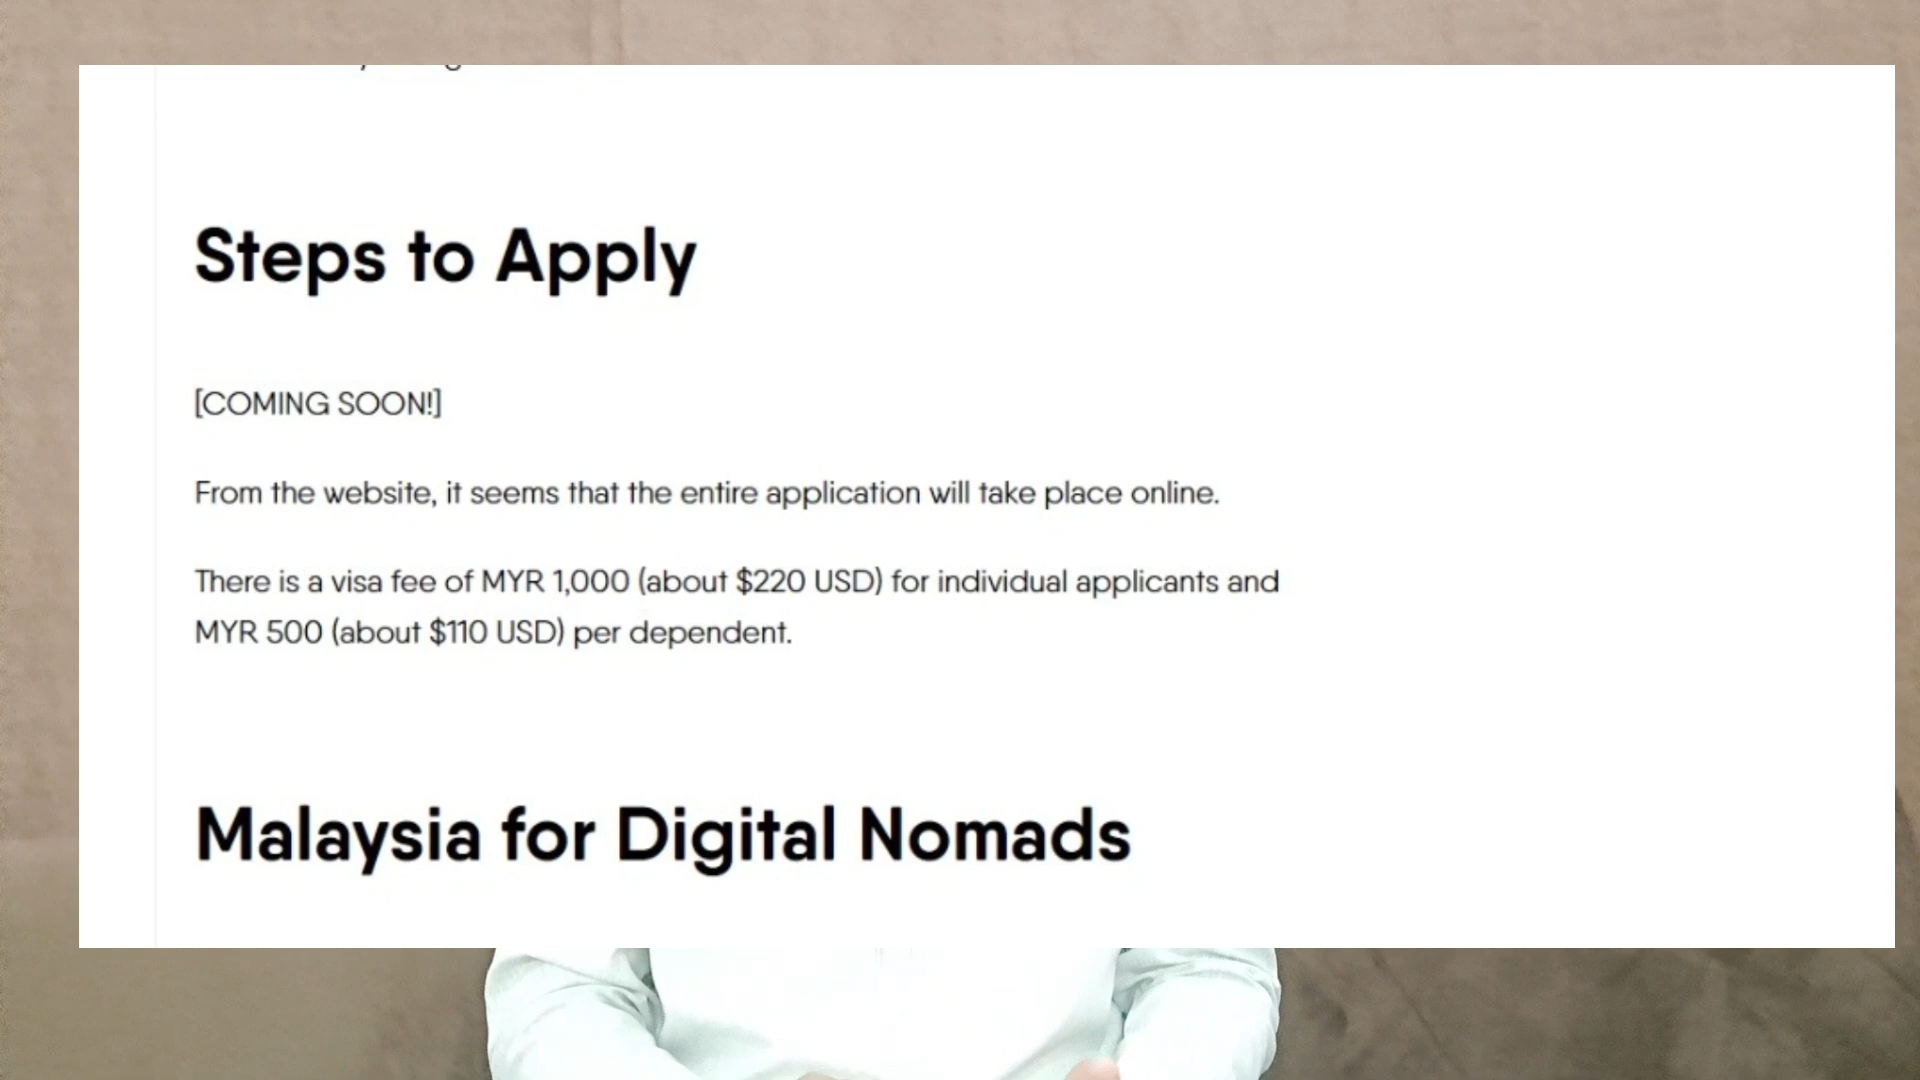 Steps to Apply
[COMING SOON!]
From the website, it seems that the entire application will take place online.
There is a visa fee of MYR 1,000 (about $220 USD) for individual applicants and
MYR 500 (about $110 USD) per dependent.
Malaysia for Digital Nomads